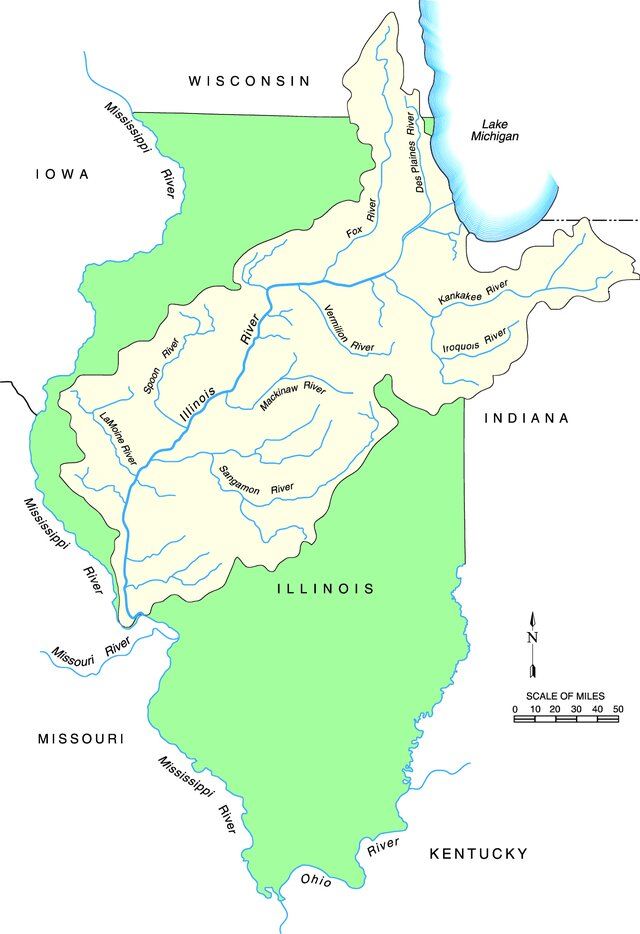 WISCONSIN
Lake
Michigan
Mississippi
River
IOWA
Des Plaines River
Fox
River
Kankakee River
Iroquois River
Vermilion River
Illinois
River
Spoon River
Mackinaw River
LaMoine River
INDIANA
Sangamon River
Mississippi
River
ILLINOIS
N
Missouri River
SCALE OF MILES
0 10 20 30 40 50
MISSOURI
Mississippi
River
Ohio
River
KENTUCKY